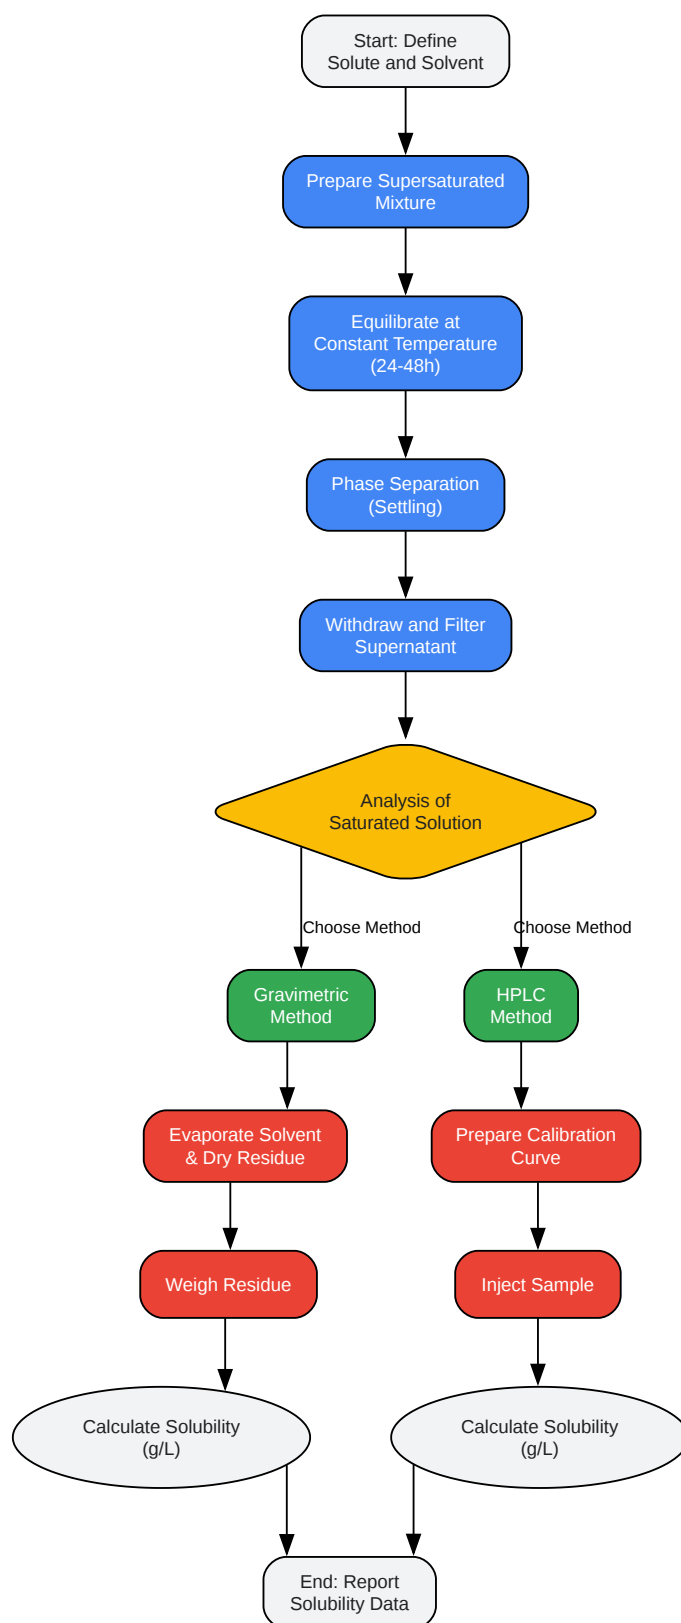 Start: Define
Solute and Solvent
Prepare Supersaturated
Mixture
Equilibrate at
Constant Temperature
(24-48h)
Phase Separation
(Settling)
Withdraw and Filter
Supernatant
Analysis of
Saturated Solution
Choose Method
Choose Method
Gravimetric
Method
HPLC
Method
Evaporate Solvent
& Dry Residue
Prepare Calibration
Curve
Weigh Residue
Inject Sample
Calculate Solubility
(g/L)
Calculate Solubility
(g/L)
End: Report
Solubility Data